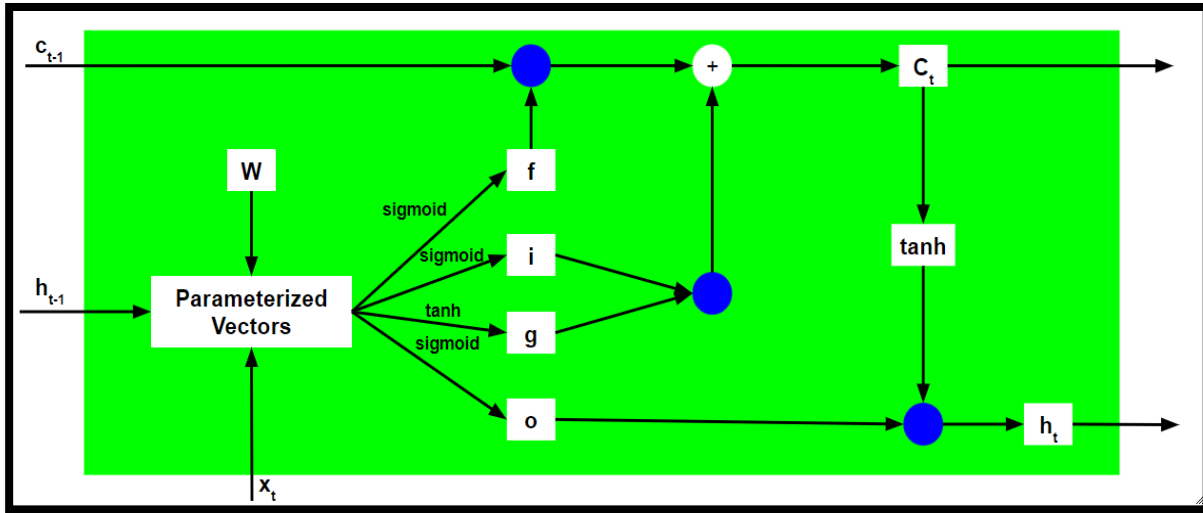 c_{t-1}
+
C_t
W
f
sigmoid
sigmoid
i
tanh
h_{t-1}
Parameterized
Vectors
tanh
g
sigmoid
o
h_t
x_t